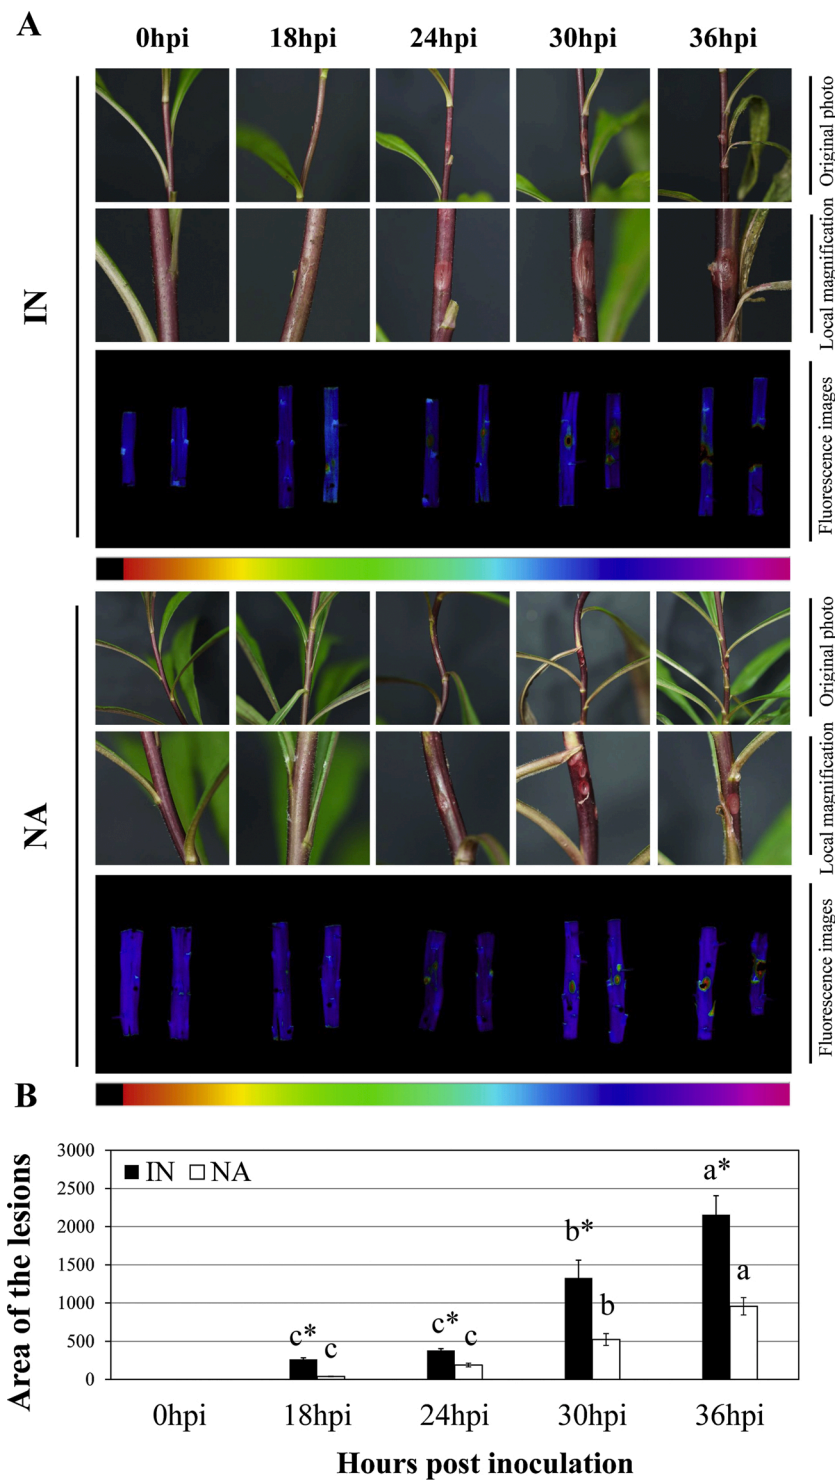 A
0hpi 18hpi 24hpi 30hpi 36hpi
IN
Original photo
Local magnification
Fluorescence images
NA
Original photo
Local magnification
Fluorescence images
B
Area of the lesions
3000
2500
2000
1500
1000
500
0
IN NA
c* c c* c b* b a* a
0hpi 18hpi 24hpi 30hpi 36hpi
Hours post inoculation